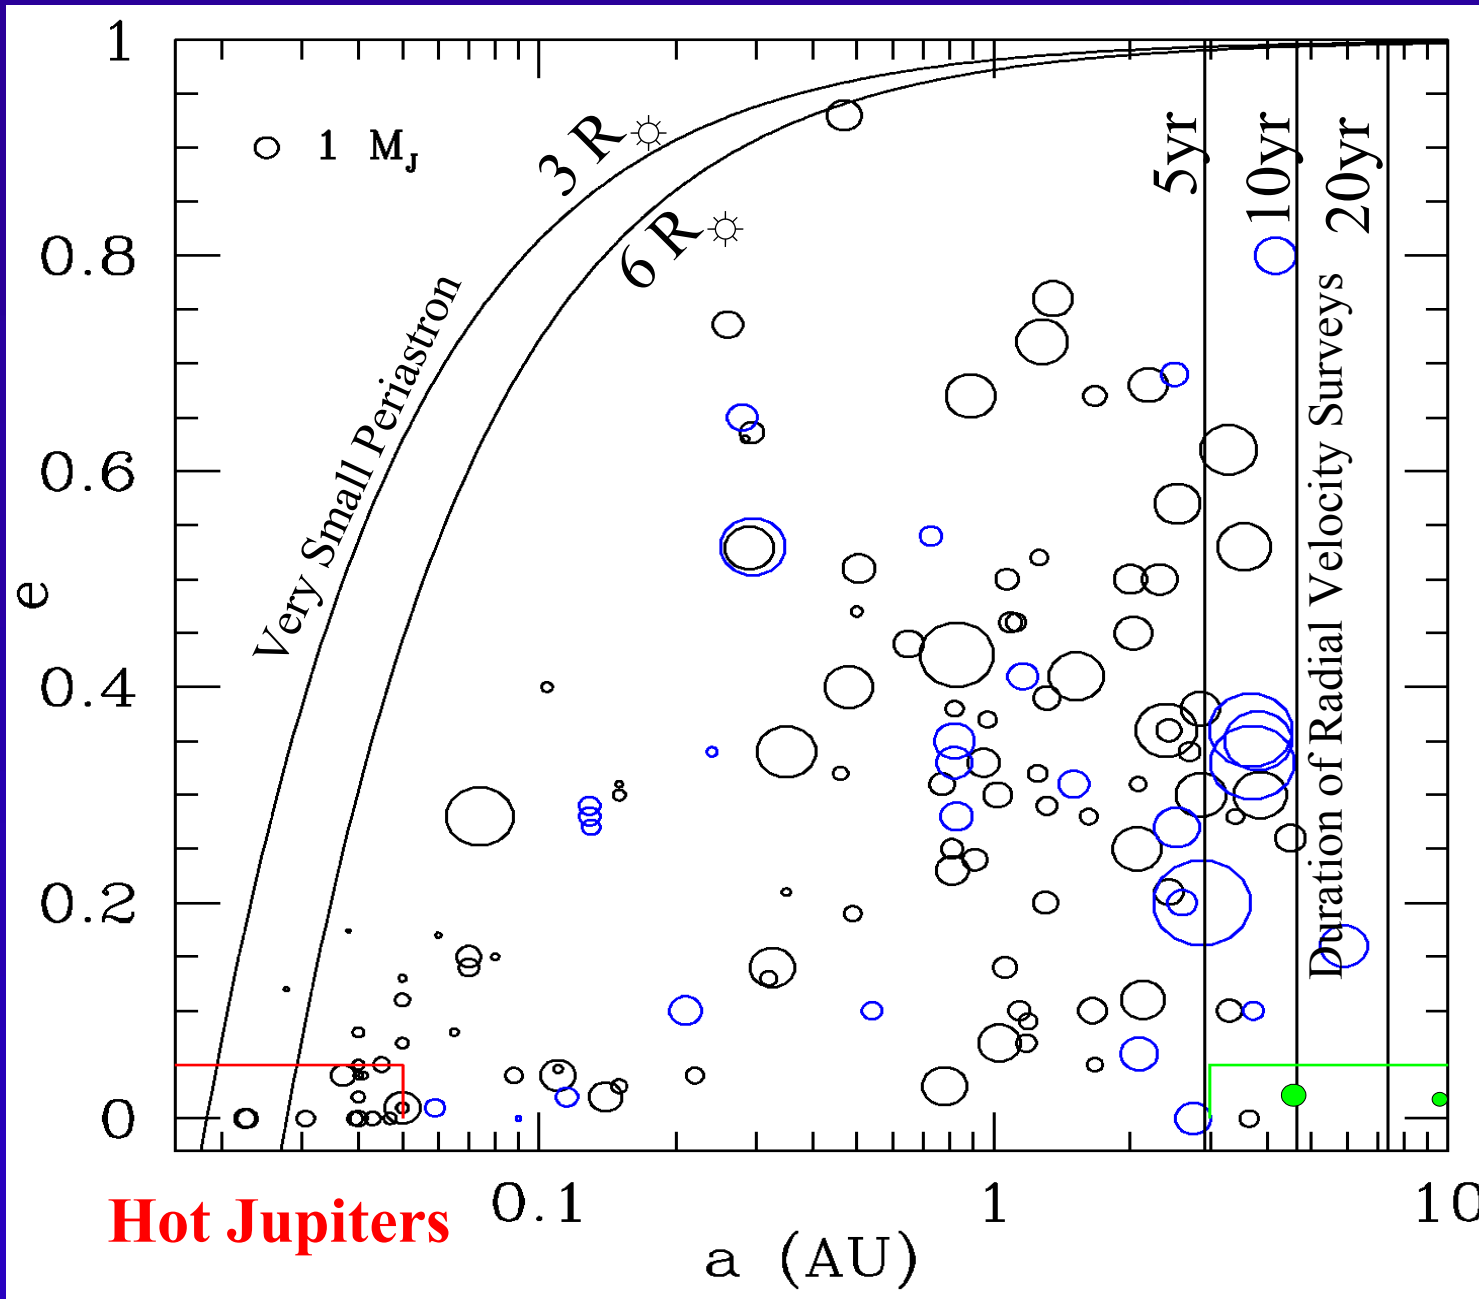 1
1 M_J
3 R☼
6 R☼
5yr
10yr
20yr
0.8
Very Small Periastron
Duration of Radial Velocity Surveys
0.6
e
0.4
0.2
0
Hot Jupiters
0.1
1
10
a (AU)